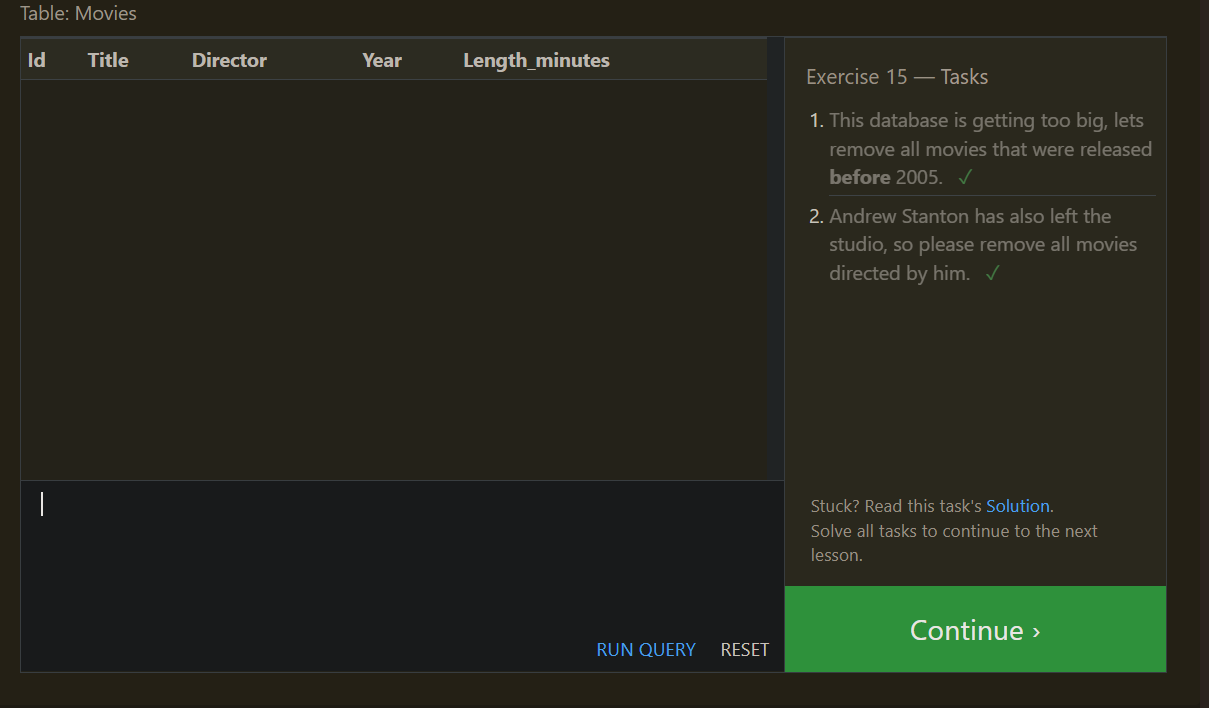 Table: Movies
Id Title Director Year Length_minutes
Exercise 15 — Tasks
1. This database is getting too big, lets
remove all movies that were released
before 2005. ✓
2. Andrew Stanton has also left the
studio, so please remove all movies
directed by him. ✓
Stuck? Read this task's Solution.
Solve all tasks to continue to the next
lesson.
RUN QUERY RESET
Continue ›